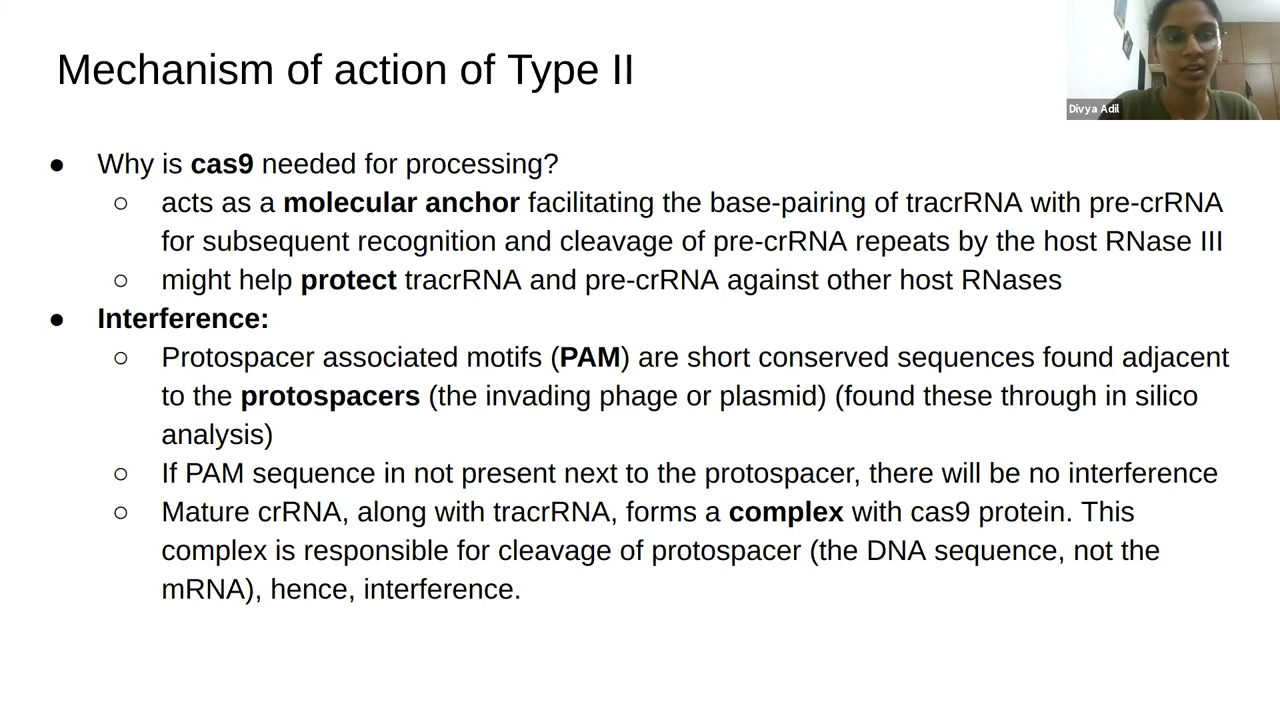 Mechanism of action of Type II
Divya Adil
● Why is cas9 needed for processing?
○ acts as a molecular anchor facilitating the base-pairing of tracrRNA with pre-crRNA
for subsequent recognition and cleavage of pre-crRNA repeats by the host RNase III
○ might help protect tracrRNA and pre-crRNA against other host RNases
● Interference:
○ Protospacer associated motifs (PAM) are short conserved sequences found adjacent
to the protospacers (the invading phage or plasmid) (found these through in silico
analysis)
○ If PAM sequence in not present next to the protospacer, there will be no interference
○ Mature crRNA, along with tracrRNA, forms a complex with cas9 protein. This
complex is responsible for cleavage of protospacer (the DNA sequence, not the
mRNA), hence, interference.